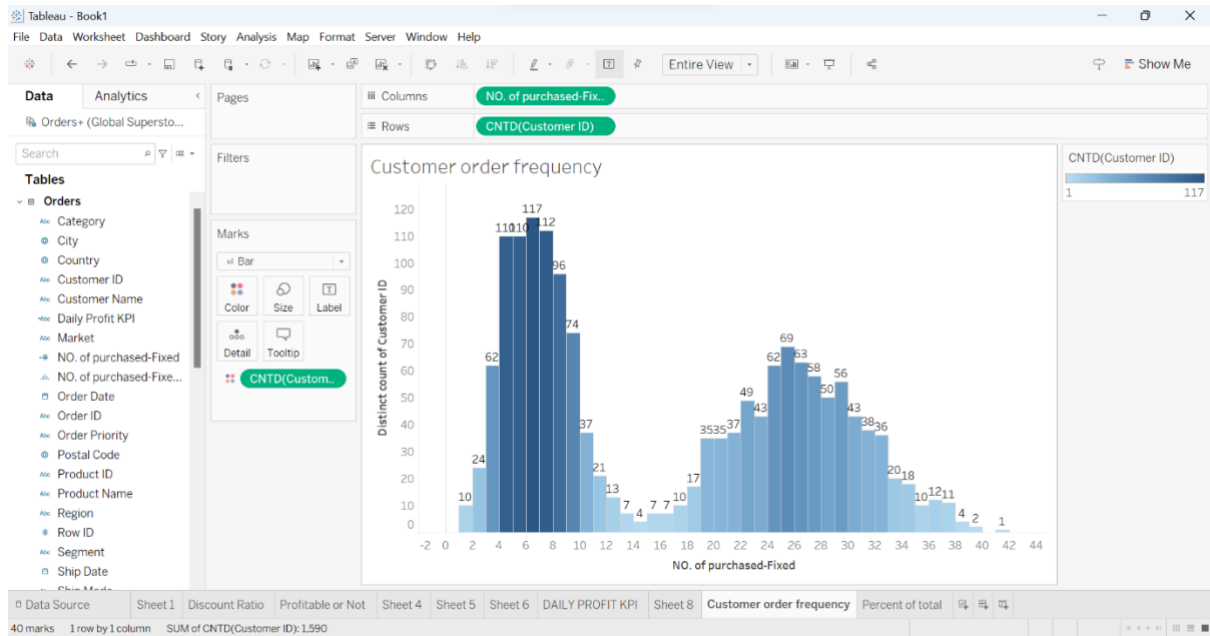 Tableau - Book1
File Data Worksheet Dashboard Story Analysis Map Format Server Window Help
Entire View
Show Me
Data Analytics
Orders+ (Global Supersto...
Search
Tables
Orders
Abc Category
City
Country
Abc Customer ID
Abc Customer Name
=Abc Daily Profit KPI
Abc Market
NO. of purchased-Fixed
NO. of purchased-Fixe...
Order Date
Abc Order ID
Abc Order Priority
Postal Code
Abc Product ID
Abc Product Name
Abc Region
Row ID
Abc Segment
Ship Date
Pages
Filters
Marks
Bar
Color Size Label
Detail Tooltip
CNTD(Custom..
Columns NO. of purchased-Fix..
Rows CNTD(Customer ID)
Customer order frequency
Distinct count of Customer ID
120
110
100
90
80
70
60
50
40
30
20
10
0
10 24 62 110 110 117 112 96 74 37 21 13 7 4 7 7 10 17 35 35 37 49 43 62 69 63 58 50 56 43 38 36 20 18 10 12 11 4 2 1
-2 0 2 4 6 8 10 12 14 16 18 20 22 24 26 28 30 32 34 36 38 40 42 44
NO. of purchased-Fixed
CNTD(Customer ID)
1 117
Data Source Sheet 1 Discount Ratio Profitable or Not Sheet 4 Sheet 5 Sheet 6 DAILY PROFIT KPI Sheet 8 Customer order frequency Percent of total
40 marks 1 row by 1 column SUM of CNTD(Customer ID): 1,590